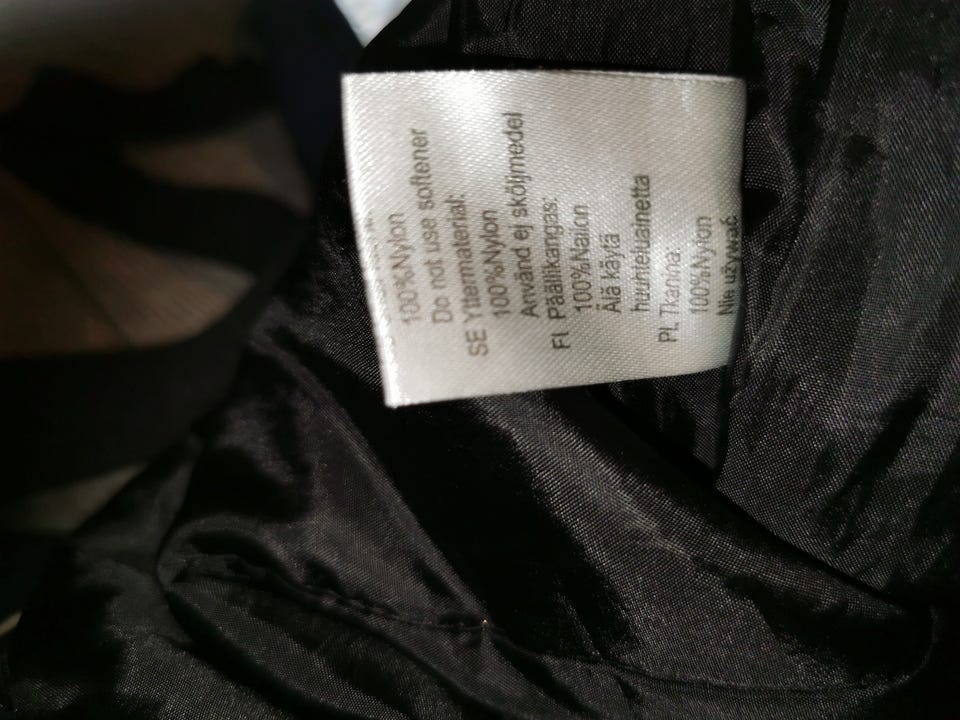 100%Nylon
Do not use softener
SE Yttermaterial:
100%Nylon
Använd ej sköljmedel
FI Päällikangas:
100%Nailon
Älä käytä
huuhteluainetta
PL Tkanina:
100%Nylon
Nie używać